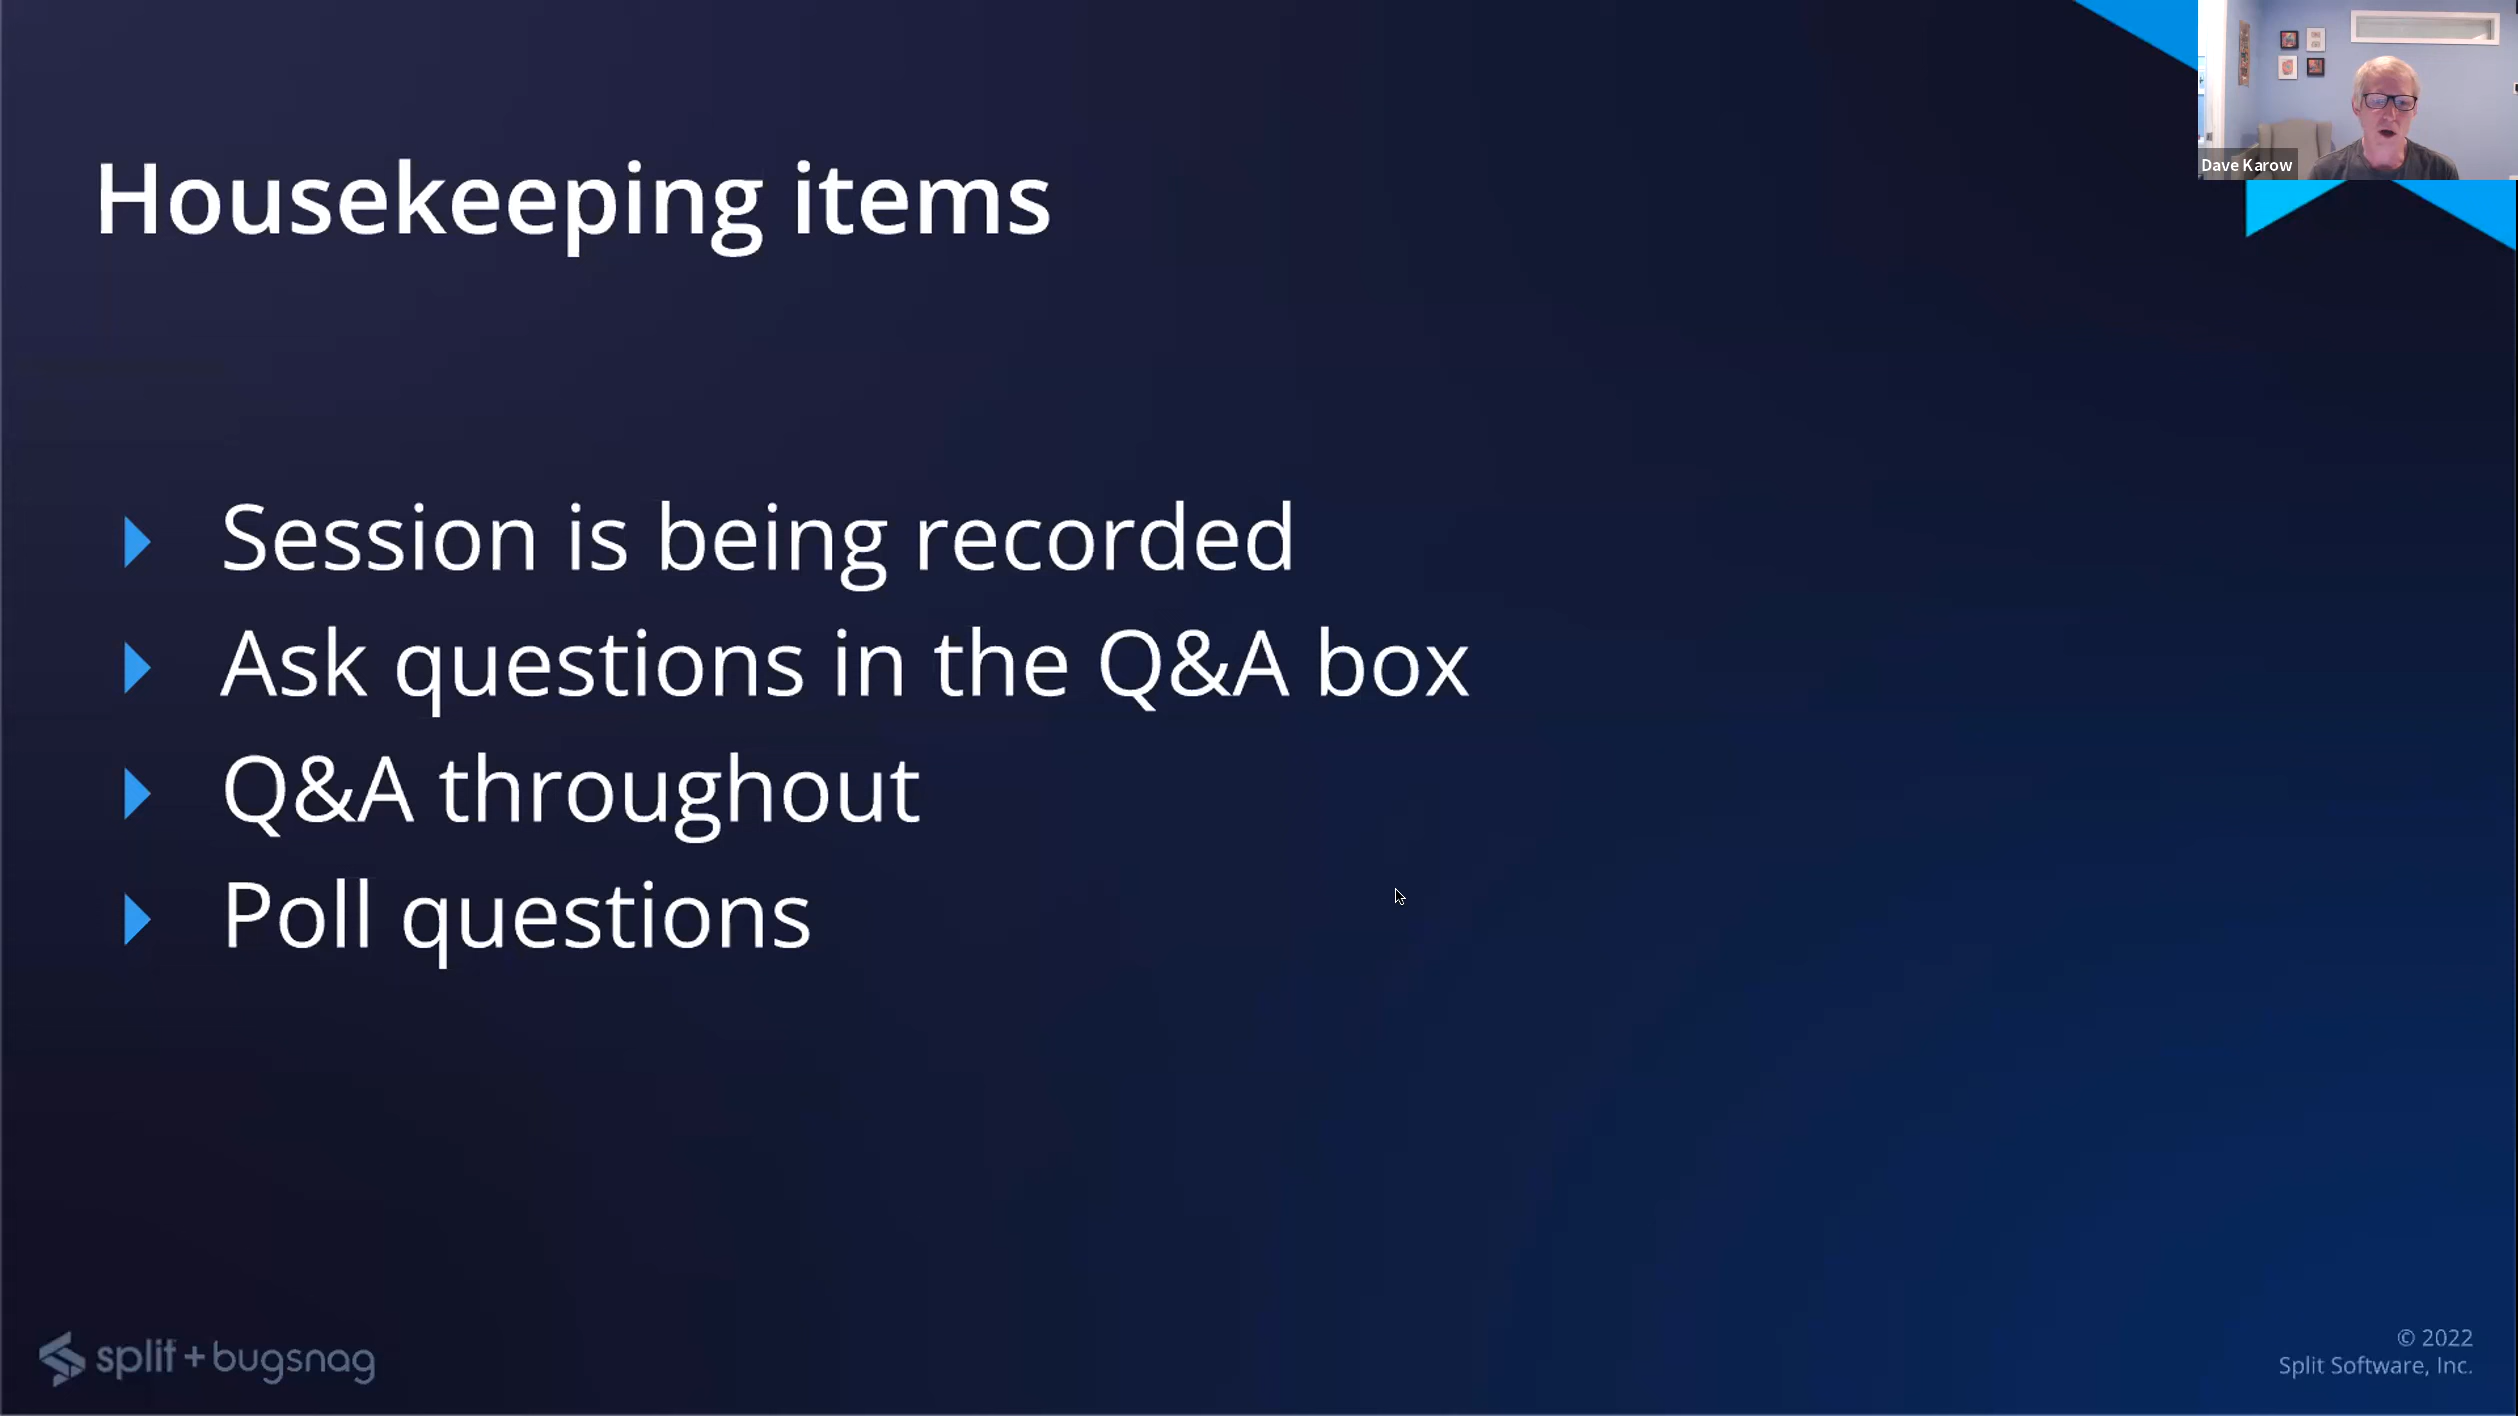 Dave Karow
Housekeeping items
Session is being recorded
Ask questions in the Q&A box
Q&A throughout
Poll questions
split + bugsnag
© 2022
Split Software, Inc.